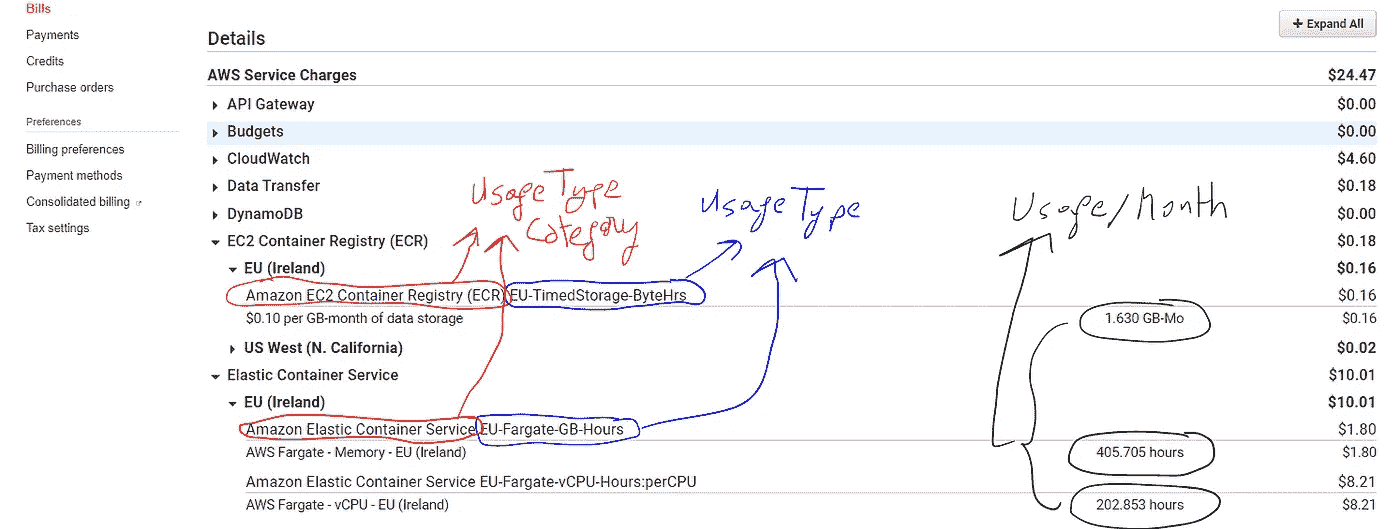 Bills
Payments
Credits
Purchase orders
Preferences
Billing preferences
Payment methods
Consolidated billing
Tax settings
Expand All
Details
AWS Service Charges $24.47
API Gateway $0.00
Budgets $0.00
CloudWatch $4.60
Data Transfer $0.18
DynamoDB $0.00
UsageType
Category
UsageType
Usage/Month
EC2 Container Registry (ECR) $0.18
EU (Ireland) $0.16
Amazon EC2 Container Registry (ECR) EU-TimedStorage-ByteHrs $0.16
$0.10 per GB-month of data storage 1.630 GB-Mo $0.16
US West (N. California) $0.02
Elastic Container Service $10.01
EU (Ireland) $10.01
Amazon Elastic Container Service EU-Fargate-GB-Hours $1.80
AWS Fargate - Memory - EU (Ireland) 405.705 hours $1.80
Amazon Elastic Container Service EU-Fargate-vCPU-Hours:perCPU $8.21
AWS Fargate - vCPU - EU (Ireland) 202.853 hours $8.21